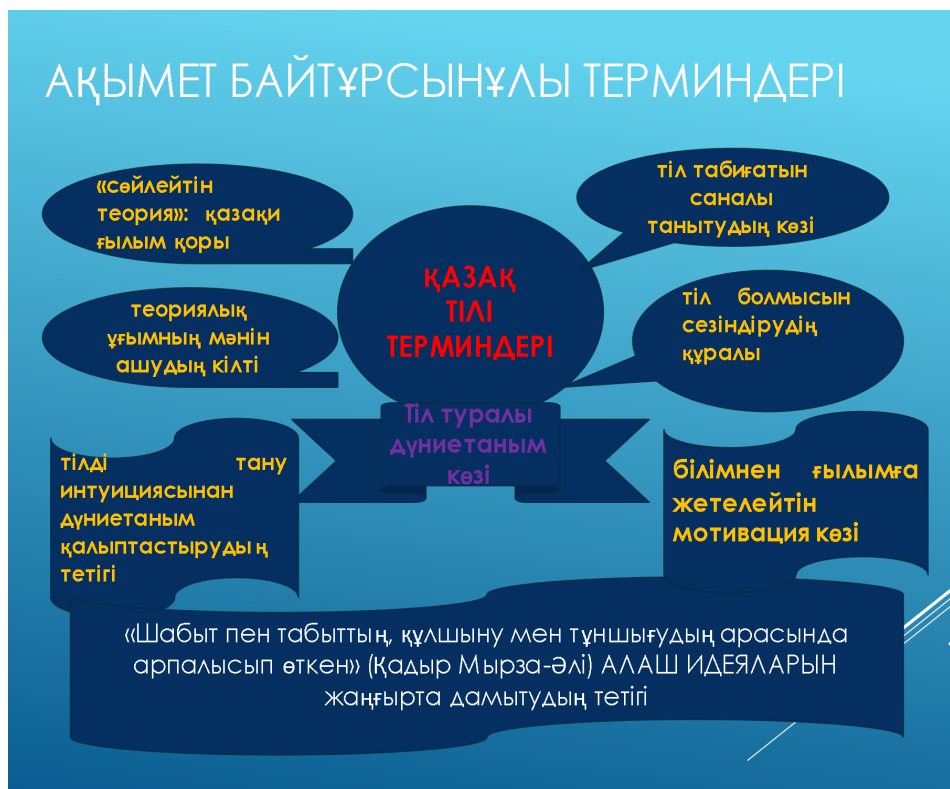 АҚЫМЕТ БАЙТҰРСЫНҰЛЫ ТЕРМИНДЕРІ
«сөйлейтін
теория»: қазақи
ғылым қоры
тіл табиғатын
саналы
танытудың көзі
ҚАЗАҚ
ТІЛІ
ТЕРМИНДЕРІ
теориялық
ұғымның мәнін
ашудың кілті
тіл болмысын
сезіндірудің
құралы
Тіл туралы
дүниетаным
көзі
тілді тану
интуициясынан
дүниетаным
қалыптастырудың
тетігі
білімнен ғылымға
жетелейтін
мотивация көзі
«Шабыт пен табыттың, құлшыну мен тұншығудың арасында
арпалысып өткен» (Қадыр Мырза-Әлі) АЛАШ ИДЕЯЛАРЫН
жаңғырта дамытудың тетігі